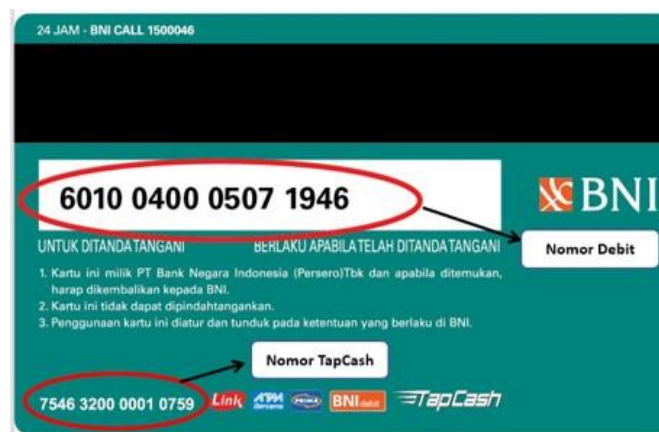 24 JAM - BNI CALL 1500046
6010 0400 0507 1946
BNI
UNTUK DITANDATANGANI BERLAKU APABILA TELAH DITANDATANGANI
Nomor Debit
1. Kartu ini milik PT Bank Negara Indonesia (Persero)Tbk dan apabila ditemukan,
harap dikembalikan kepada BNI.
2. Kartu ini tidak dapat dipindahtangankan.
3. Penggunaan kartu ini diatur dan tunduk pada ketentuan yang berlaku di BNI.
Nomor TapCash
7546 3200 0001 0759 Link ATM Bersama PRIMA BNI debit TapCash